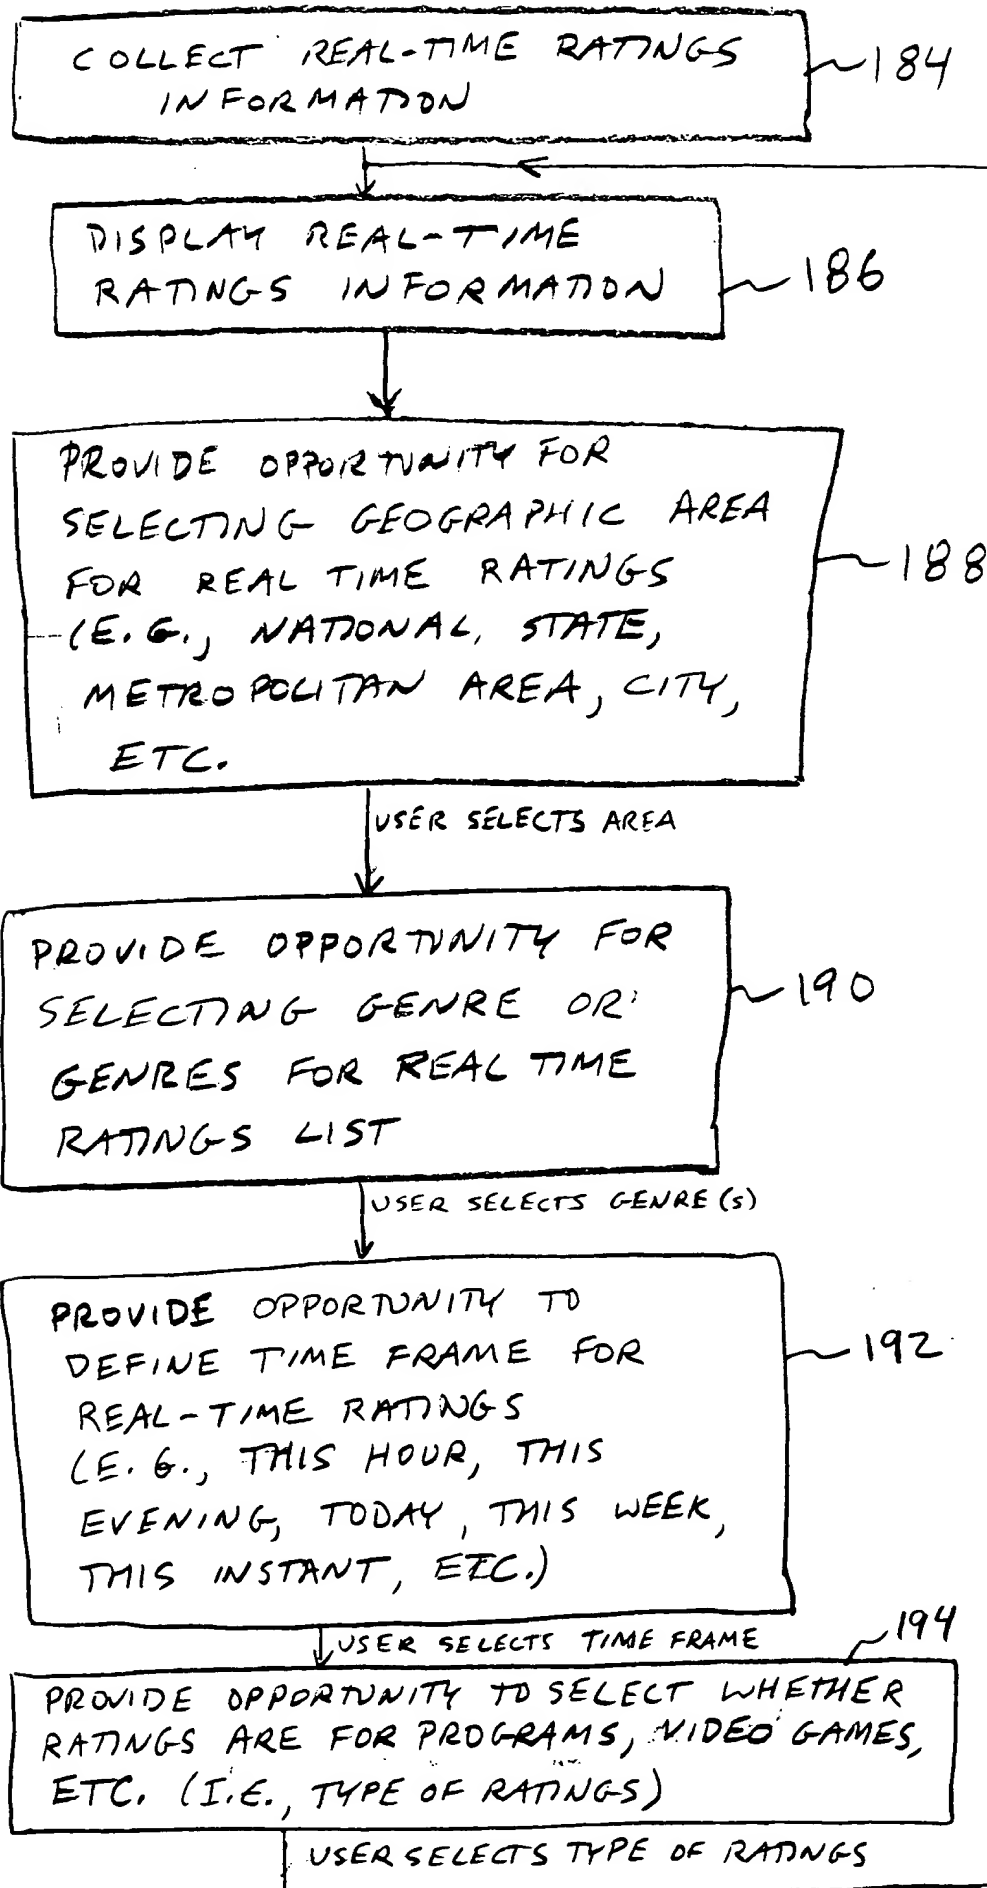 COLLECT REAL-TIME RATINGS
INFORMATION
184
DISPLAY REAL-TIME
RATINGS INFORMATION
186
PROVIDE OPPORTUNITY FOR
SELECTING GEOGRAPHIC AREA
FOR REAL TIME RATINGS
(E.G., NATIONAL, STATE,
METROPOLITAN AREA, CITY,
ETC.
188
USER SELECTS AREA
PROVIDE OPPORTUNITY FOR
SELECTING GENRE OR
GENRES FOR REAL TIME
RATINGS LIST
190
USER SELECTS GENRE(S)
PROVIDE OPPORTUNITY TO
DEFINE TIME FRAME FOR
REAL-TIME RATINGS
(E.G., THIS HOUR, THIS
EVENING, TODAY, THIS WEEK,
THIS INSTANT, ETC.)
192
USER SELECTS TIME FRAME
194
PROVIDE OPPORTUNITY TO SELECT WHETHER
RATINGS ARE FOR PROGRAMS, VIDEO GAMES,
ETC. (I.E., TYPE OF RATINGS)
USER SELECTS TYPE OF RATINGS